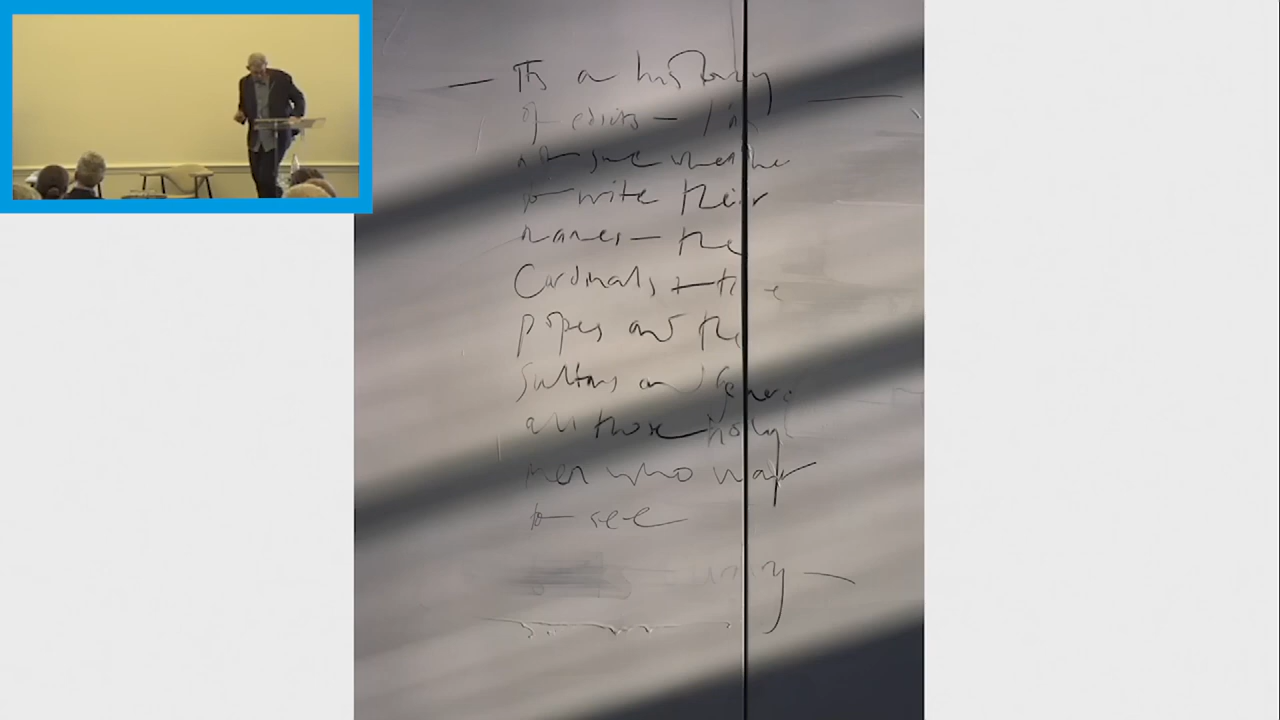 — It's a history
of edicts — I'm
not sure whether
to write their
names — the
Cardinals + the
popes and the
Sultans and
all those holy
men who want
to see